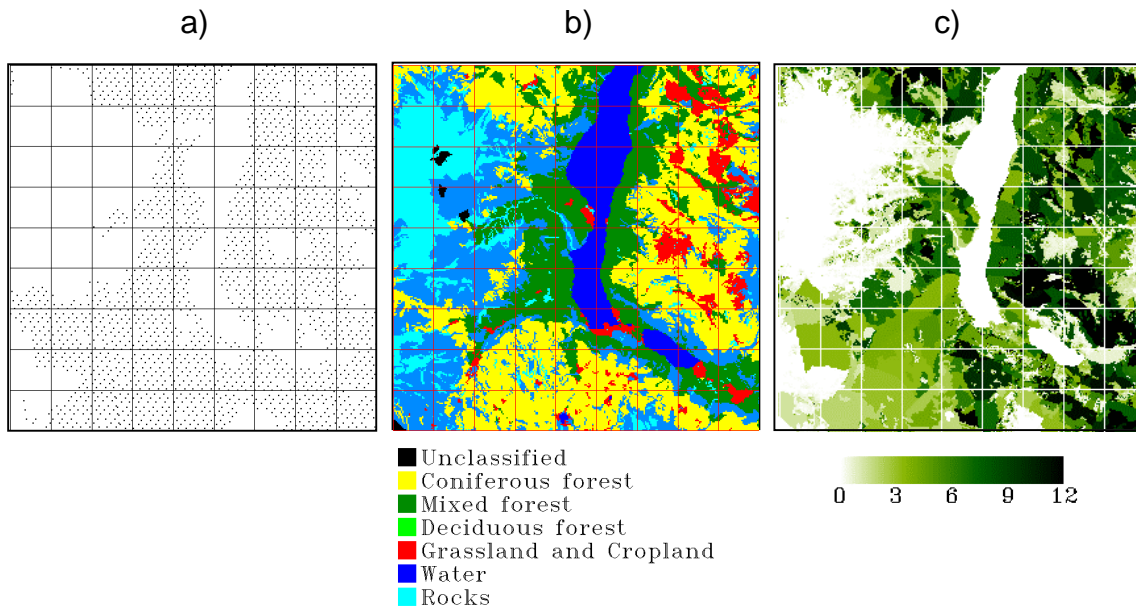 a)
b)
c)
Unclassified
Coniferous forest
Mixed forest
Deciduous forest
Grassland and Cropland
Water
Rocks
0 3 6 9 12